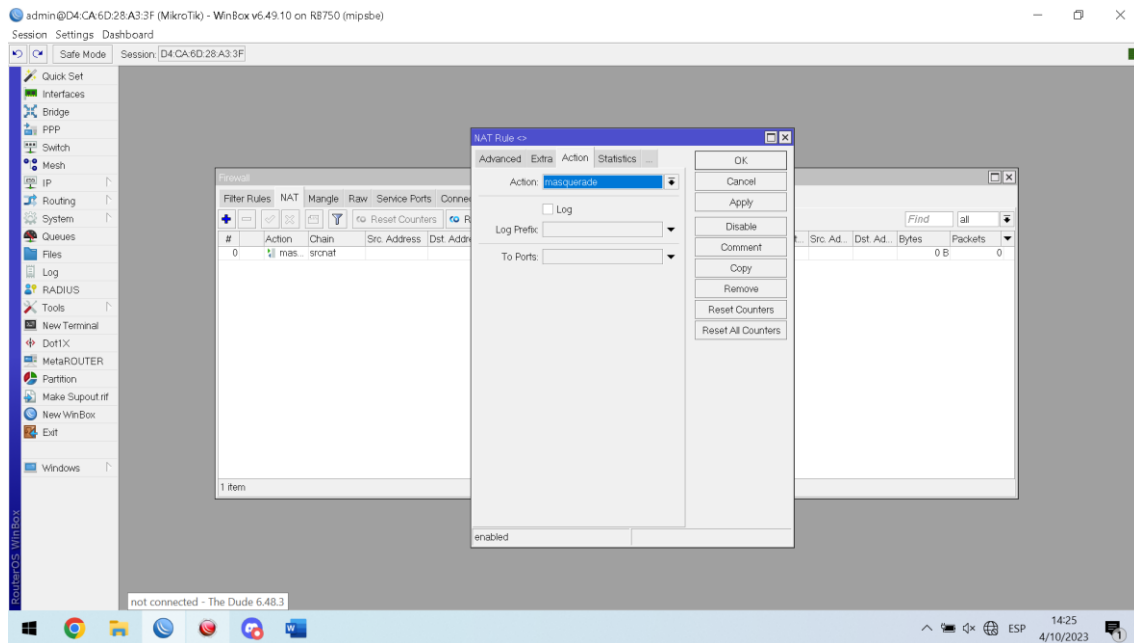 admin@D4:CA:6D:28:A3:3F (MikroTik) - WinBox v6.49.10 on RB750 (mipsbe)
Session Settings Dashboard
Safe Mode Session: D4:CA:6D:28:A3:3F
Quick Set
Interfaces
Bridge
PPP
Switch
Mesh
IP
Routing
System
Queues
Files
Log
RADIUS
Tools
New Terminal
Dot1X
MetaROUTER
Partition
Make Supout.rif
New WinBox
Exit
Windows
RouterOS WinBox
Firewall
Filter Rules NAT Mangle Raw Service Ports Connec
Reset Counters R
Find all
# Action Chain Src. Address Dst. Addre t... Src. Ad... Dst. Ad... Bytes Packets
0 mas... srcnat 0 B 0
1 item
NAT Rule <>
Advanced Extra Action Statistics ...
Action: masquerade
Log
Log Prefix:
To Ports:
OK
Cancel
Apply
Disable
Comment
Copy
Remove
Reset Counters
Reset All Counters
enabled
not connected - The Dude 6.48.3
ESP
14:25
4/10/2023
1